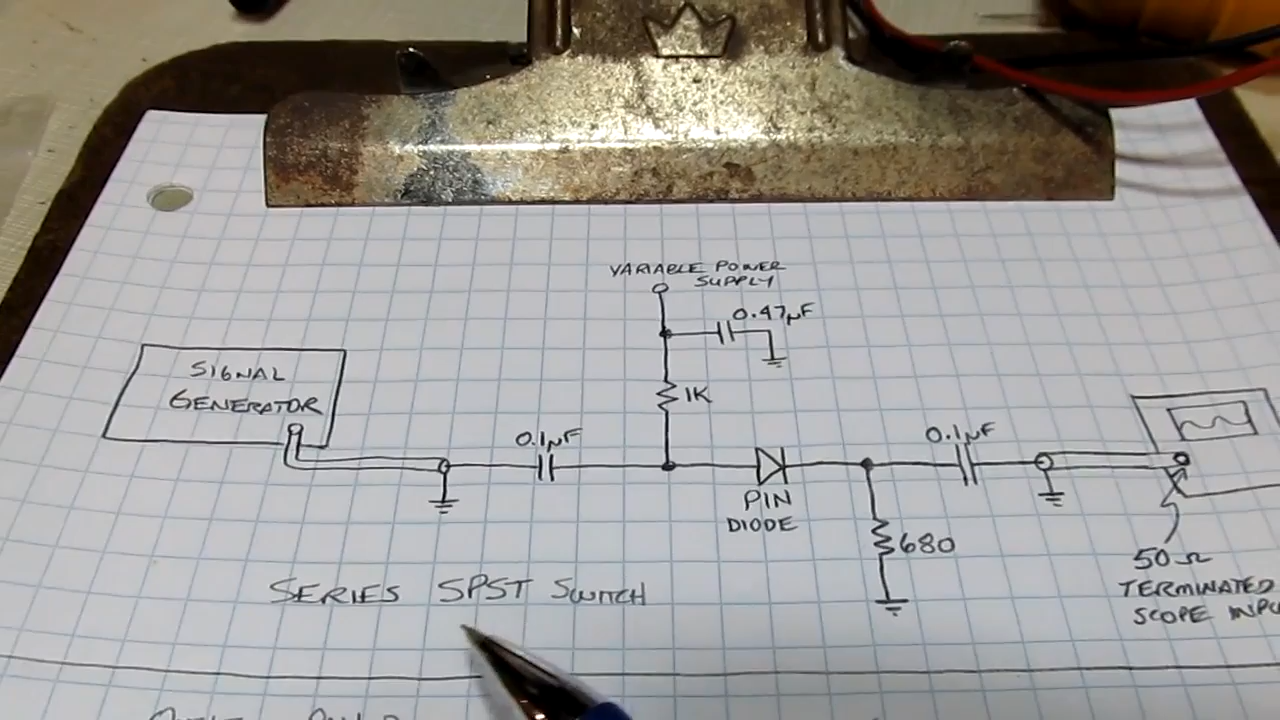 VARIABLE POWER
SUPPLY
0.47µF
SIGNAL
GENERATOR
1K
0.1µF
0.1µF
PIN
DIODE
680
50Ω
TERMINATED
SCOPE
SERIES SPST SWITCH